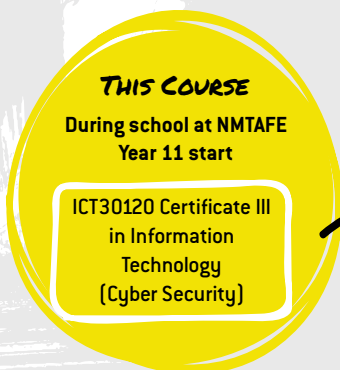 THIS COURSE
During school at NMTAFE
Year 11 start
ICT30120 Certificate III
in Information
Technology
(Cyber Security)